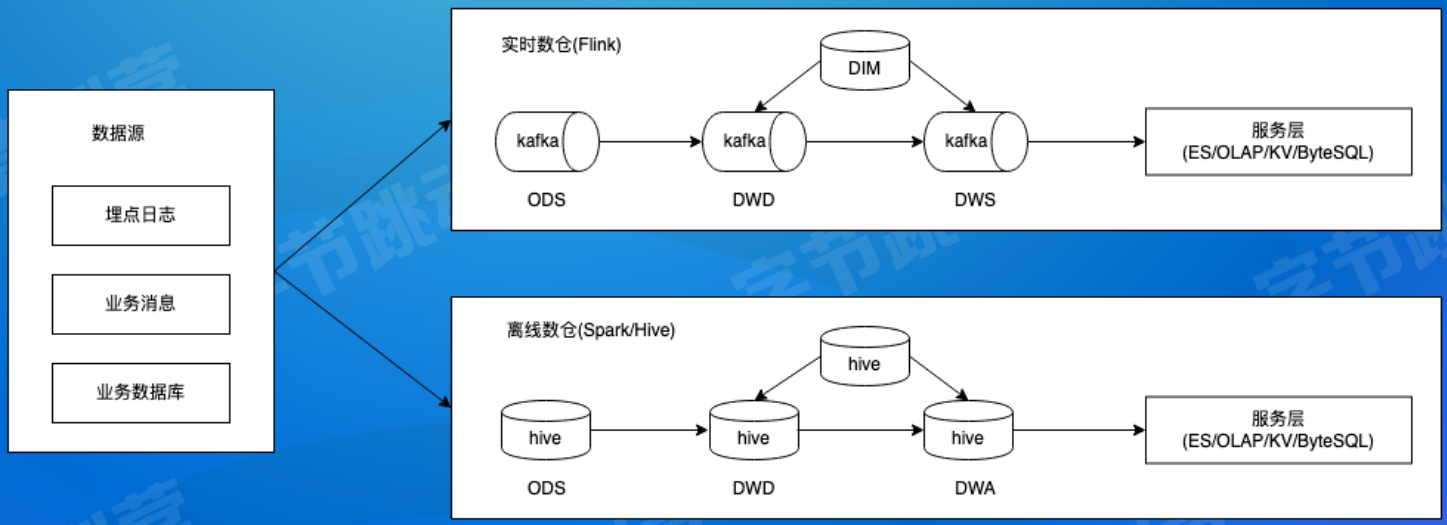 数据源
埋点日志
业务消息
业务数据库
实时数仓(Flink)
DIM
kafka
kafka
kafka
ODS
DWD
DWS
服务层
(ES/OLAP/KV/ByteSQL)
离线数仓(Spark/Hive)
hive
hive
hive
hive
ODS
DWD
DWA
服务层
(ES/OLAP/KV/ByteSQL)